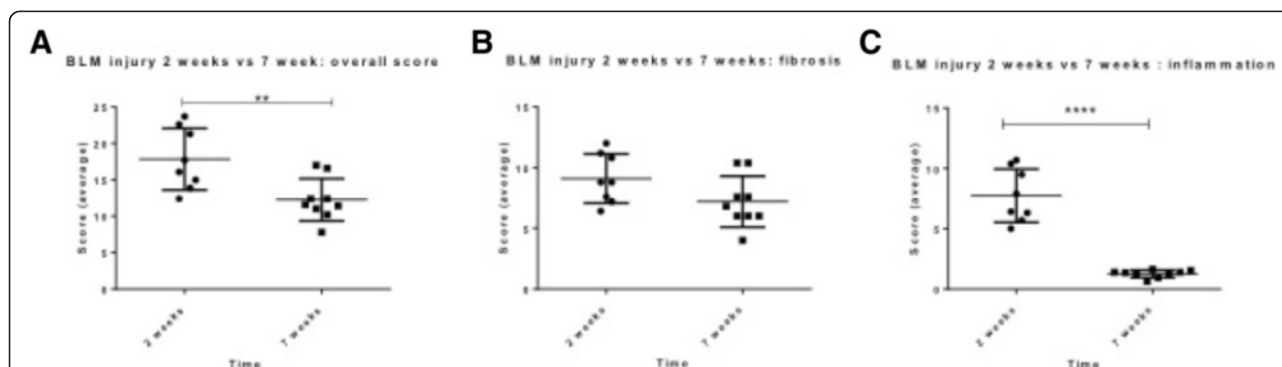 A
BLM injury 2 weeks vs 7 week: overall score
**
25
20
15
10
5
0
Score (average)
2 weeks
7 weeks
Time
B
BLM injury 2 weeks vs 7 weeks: fibrosis
15
10
5
0
Score (average)
2 weeks
7 weeks
Time
C
BLM injury 2 weeks vs 7 weeks : inflammation
****
15
10
5
0
Score (average)
2 weeks
7 weeks
Time